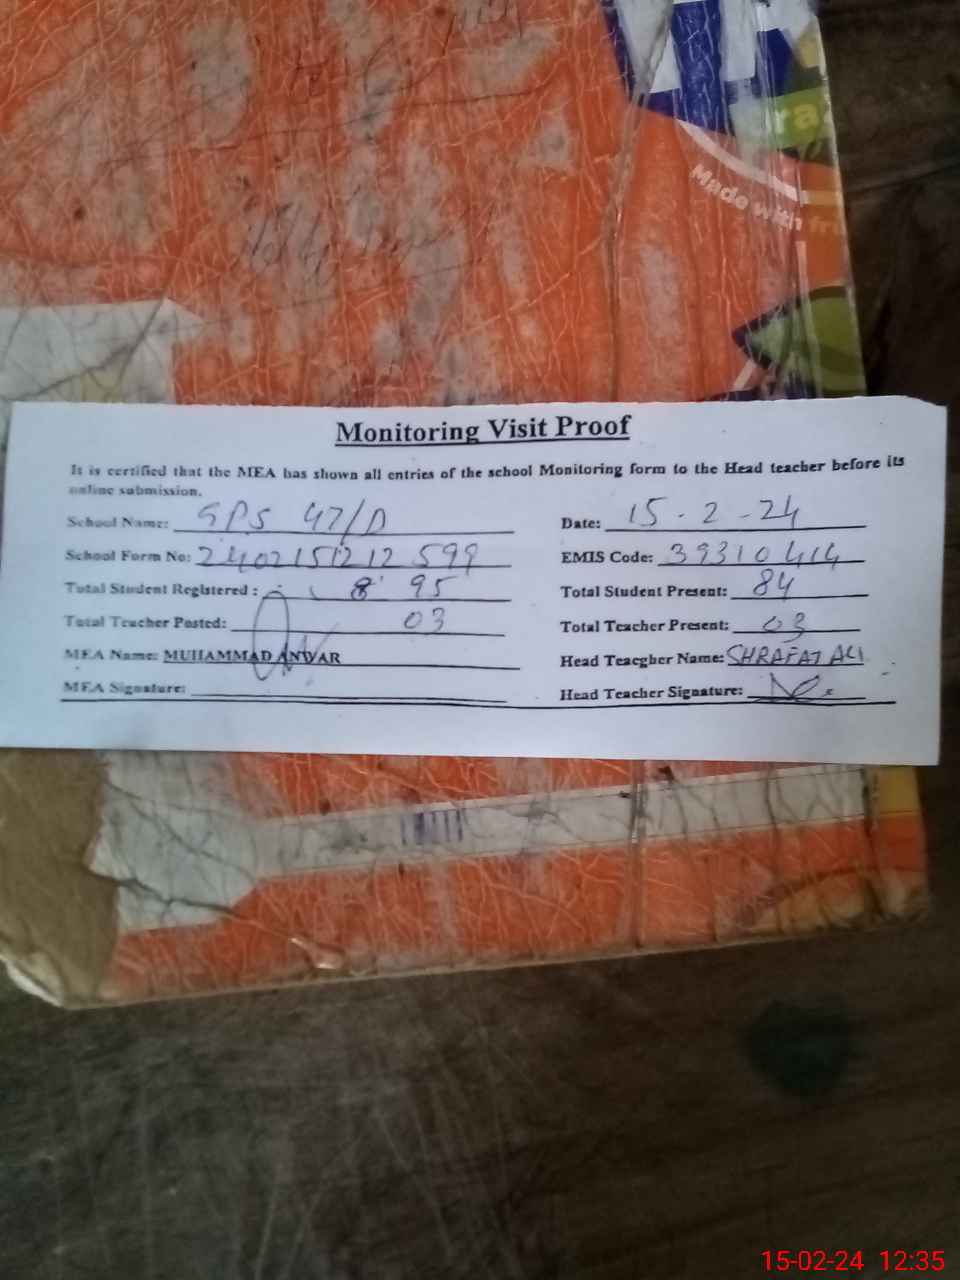 ra
Made with fri
Monitoring Visit Proof
It is certified that the MEA has shown all entries of the school Monitoring form to the Head teacher before its
online submission.
School Name: GPS 47/D Date: 15-2-24
School Form No: 2402151212599 EMIS Code: 39310414
Total Student Registered: 95 Total Student Present: 84
Total Teacher Posted: 03 Total Teacher Present: 03
MEA Name: MUHAMMAD ANWAR Head Teacgher Name: SHRAFAT ALI
MEA Signature: Head Teacher Signature:
15-02-24 12:35